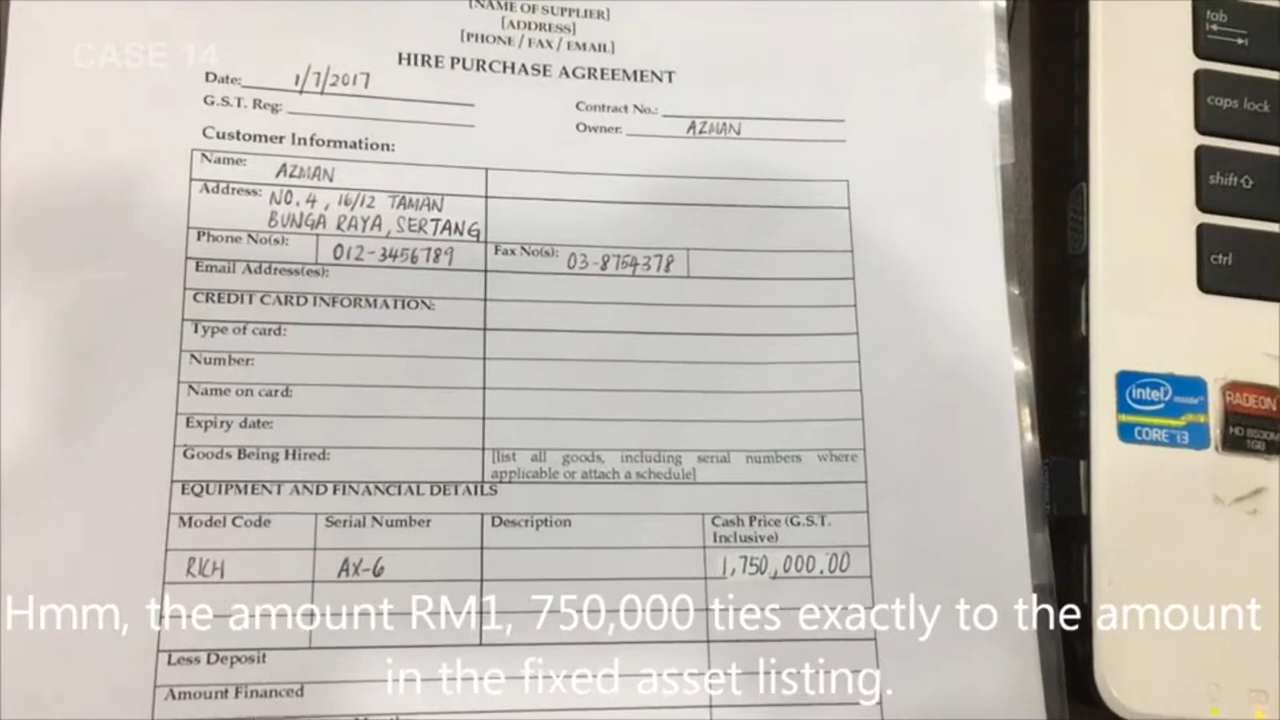 [NAME OF SUPPLIER]
[ADDRESS]
[PHONE / FAX / EMAIL]
CASE 14
HIRE PURCHASE AGREEMENT
Date: 1/7/2017
G.S.T. Reg:
Contract No.:
Owner: AZMAN
Customer Information:
Name: AZMAN
Address: NO. 4, 16/12 TAMAN
BUNGA RAYA, SERTANG
Phone No(s): 012-3456789 Fax No(s): 03-8754378
Email Address(es):
CREDIT CARD INFORMATION:
Type of card:
Number:
Name on card:
Expiry date:
Goods Being Hired: [list all goods, including serial numbers where
applicable or attach a schedule]
EQUIPMENT AND FINANCIAL DETAILS
Model Code Serial Number Description Cash Price (G.S.T.
Inclusive)
RICH AX-6 1,750,000.00
Less Deposit
Amount Financed
Hmm, the amount RM1, 750,000 ties exactly to the amount
in the fixed asset listing.
tab
caps lock
shift
ctrl
intel inside
CORE i3
RADEON
HD 8530M
1GB